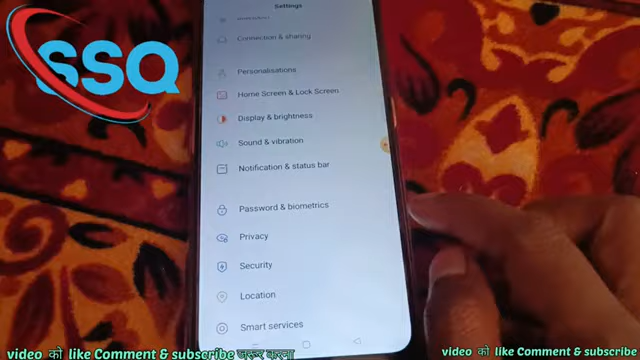 Settings
Connection & sharing
Personalisations
Home Screen & Lock Screen
Display & brightness
Sound & vibration
Notification & status bar
Password & biometrics
Privacy
Security
Location
Smart services
SSQ
video को like Comment & subscribe जरूर करना
video को like Comment & subscribe